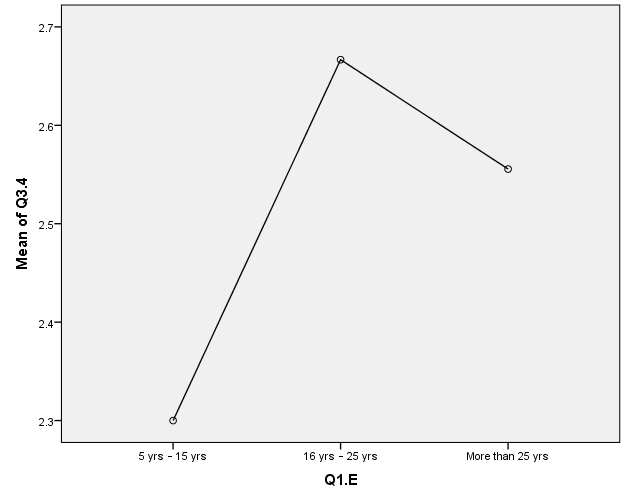 2.7
2.6
2.5
2.4
2.3
Mean of Q3.4
5 yrs - 15 yrs
16 yrs - 25 yrs
More than 25 yrs
Q1.E